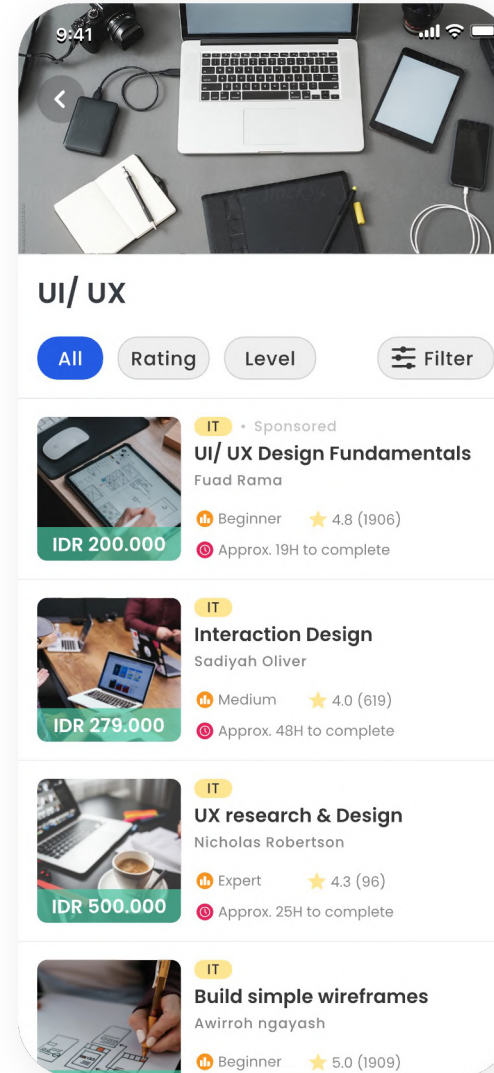 9:41
UI/ UX
All Rating Level Filter
IT • Sponsored
UI/ UX Design Fundamentals
Fuad Rama
Beginner 4.8 (1906)
Approx. 19H to complete
IDR 200.000
IT
Interaction Design
Sadiyah Oliver
Medium 4.0 (619)
Approx. 48H to complete
IDR 279.000
IT
UX research & Design
Nicholas Robertson
Expert 4.3 (96)
Approx. 25H to complete
IDR 500.000
IT
Build simple wireframes
Awirroh ngayash
Beginner 5.0 (1909)